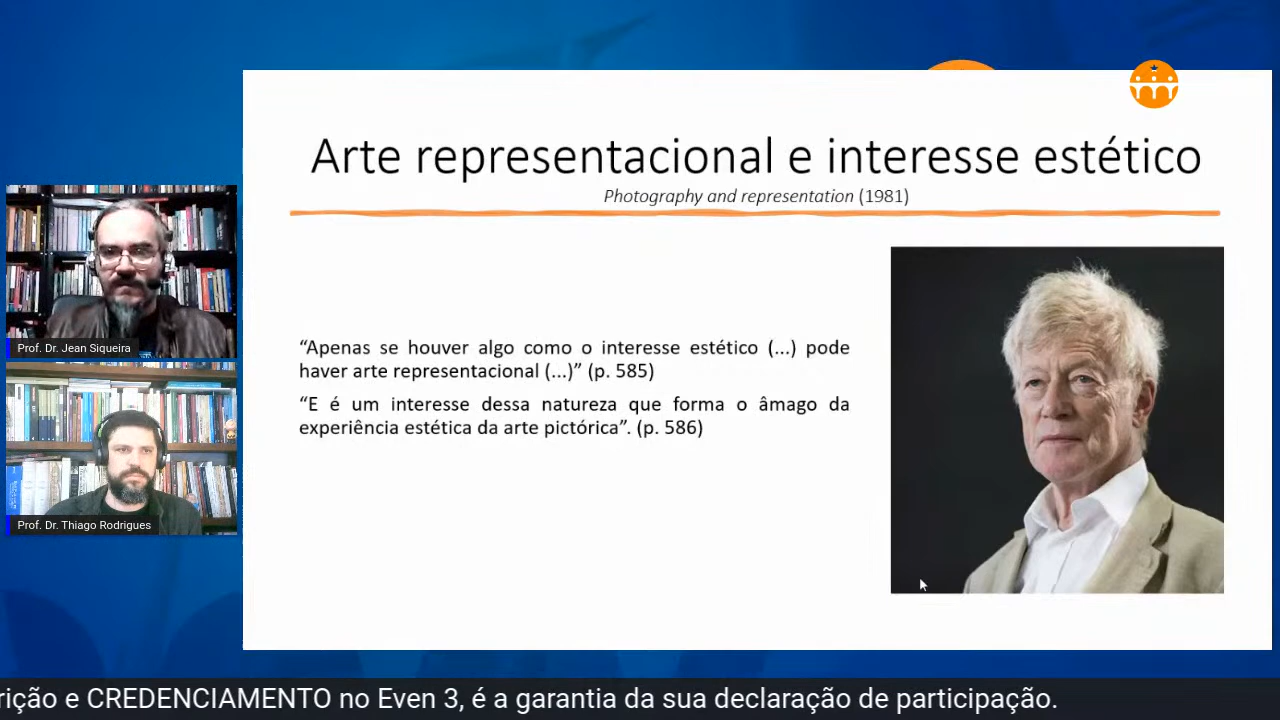 Arte representacional e interesse estético
Photography and representation (1981)
“Apenas se houver algo como o interesse estético (...) pode
haver arte representacional (...)” (p. 585)
“E é um interesse dessa natureza que forma o âmago da
experiência estética da arte pictórica”. (p. 586)
Prof. Dr. Jean Siqueira
Prof. Dr. Thiago Rodrigues
rição e CREDENCIAMENTO no Even 3, é a garantia da sua declaração de participação.